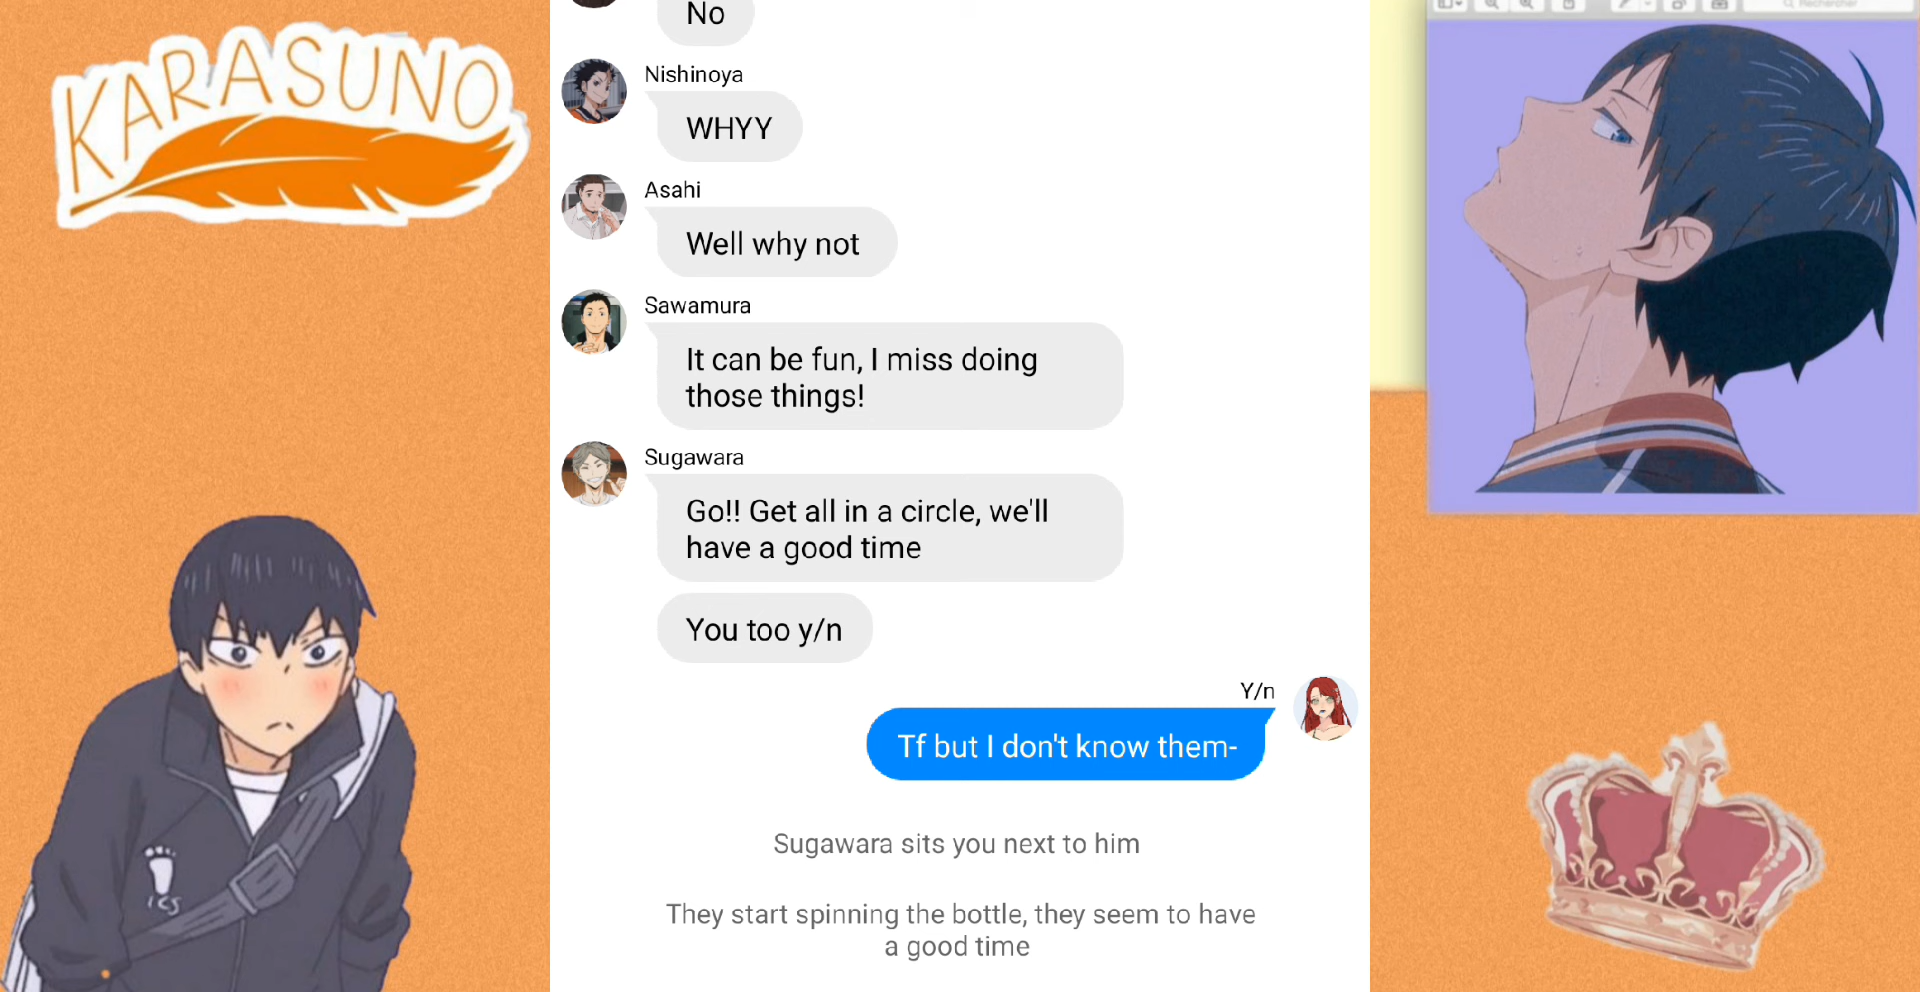 KARASUNO
No
Nishinoya
WHYY
Asahi
Well why not
Sawamura
It can be fun, I miss doing
those things!
Sugawara
Go!! Get all in a circle, we'll
have a good time
You too y/n
Y/n
Tf but I don't know them-
Sugawara sits you next to him
They start spinning the bottle, they seem to have
a good time
Rechercher
ICS